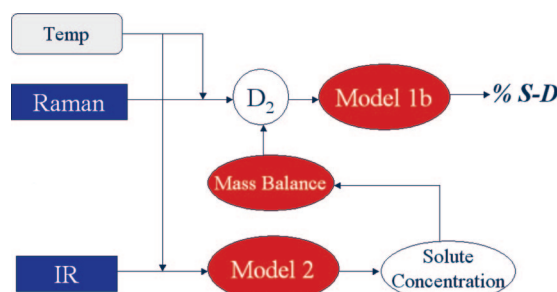 Temp
Raman
D2
Model 1b
% S-D
Mass Balance
IR
Model 2
Solute
Concentration